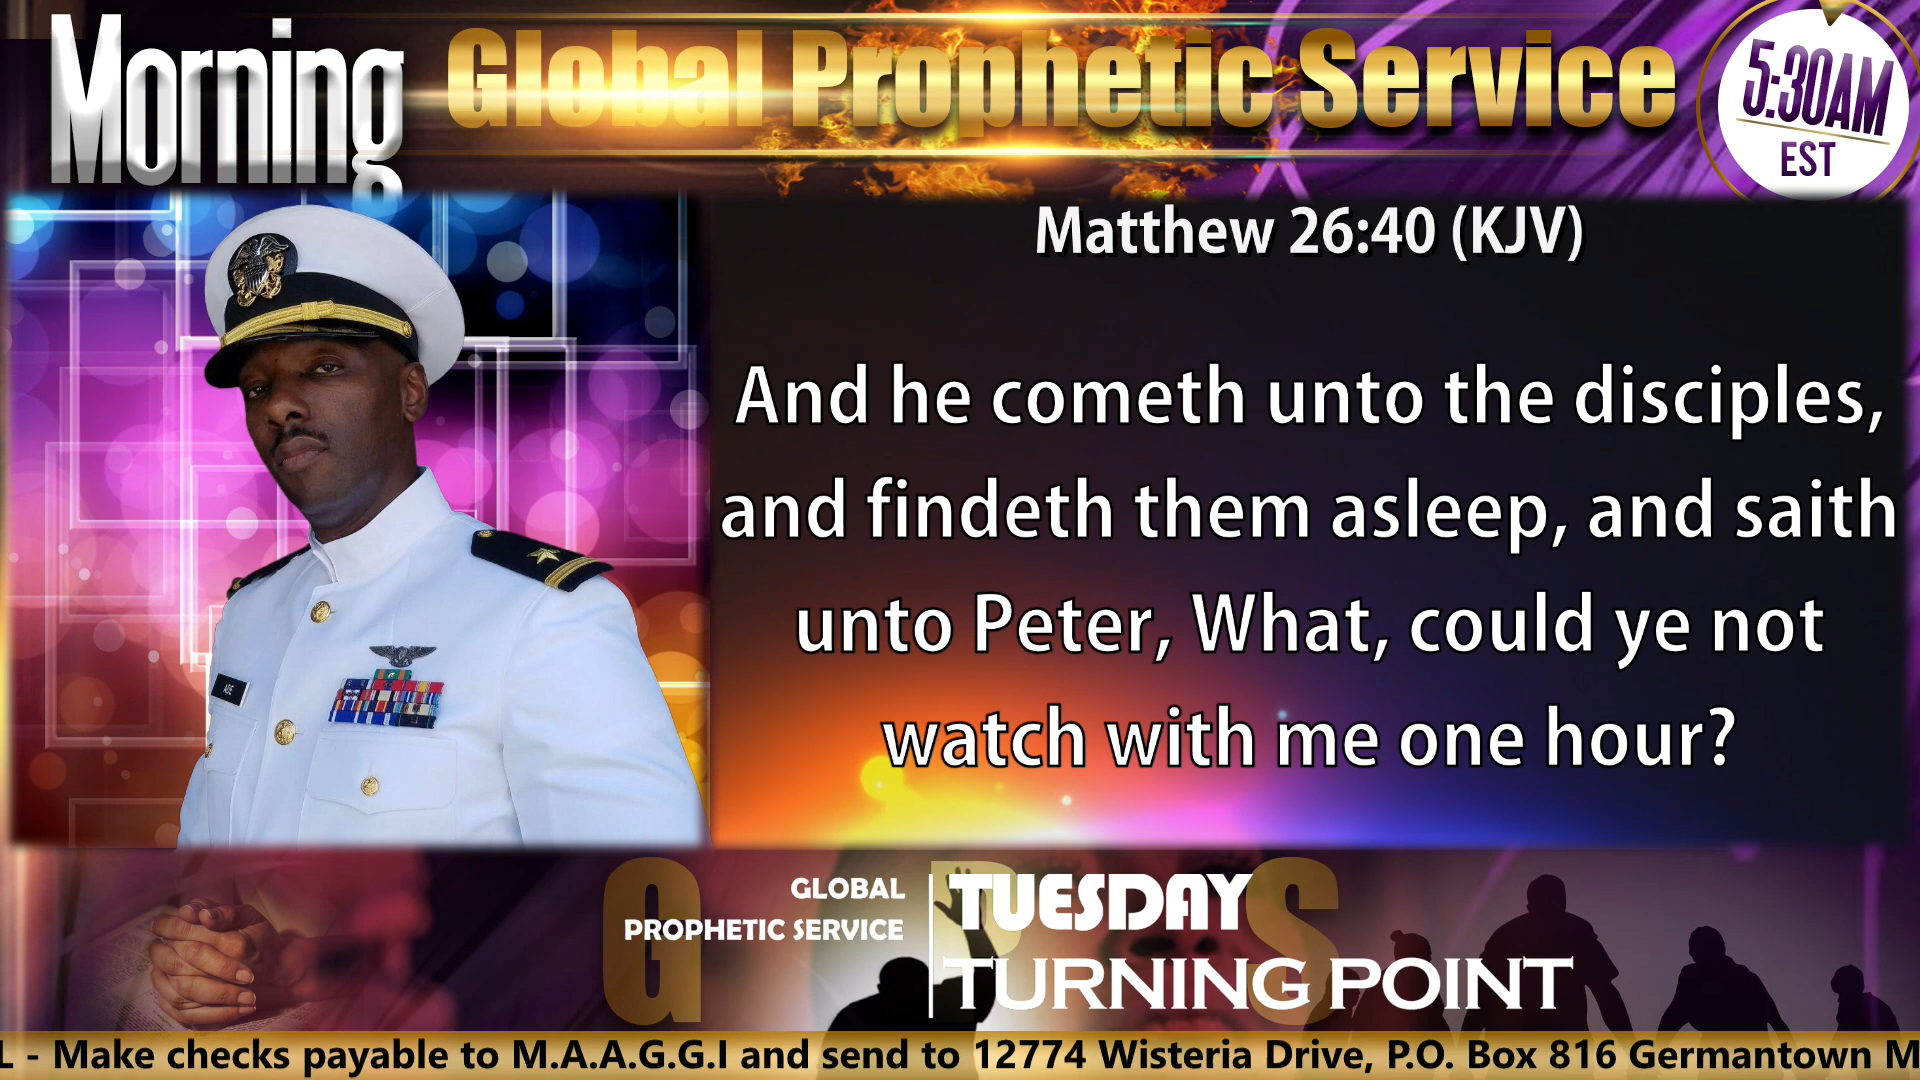 Morning Global Prophetic Service
5:30AM
EST
Matthew 26:40 (KJV)
And he cometh unto the disciples,
and findeth them asleep, and saith
unto Peter, What, could ye not
watch with me one hour?
G P S
GLOBAL
PROPHETIC SERVICE
TUESDAY
TURNING POINT
L - Make checks payable to M.A.A.G.G.I and send to 12774 Wisteria Drive, P.O. Box 816 Germantown M